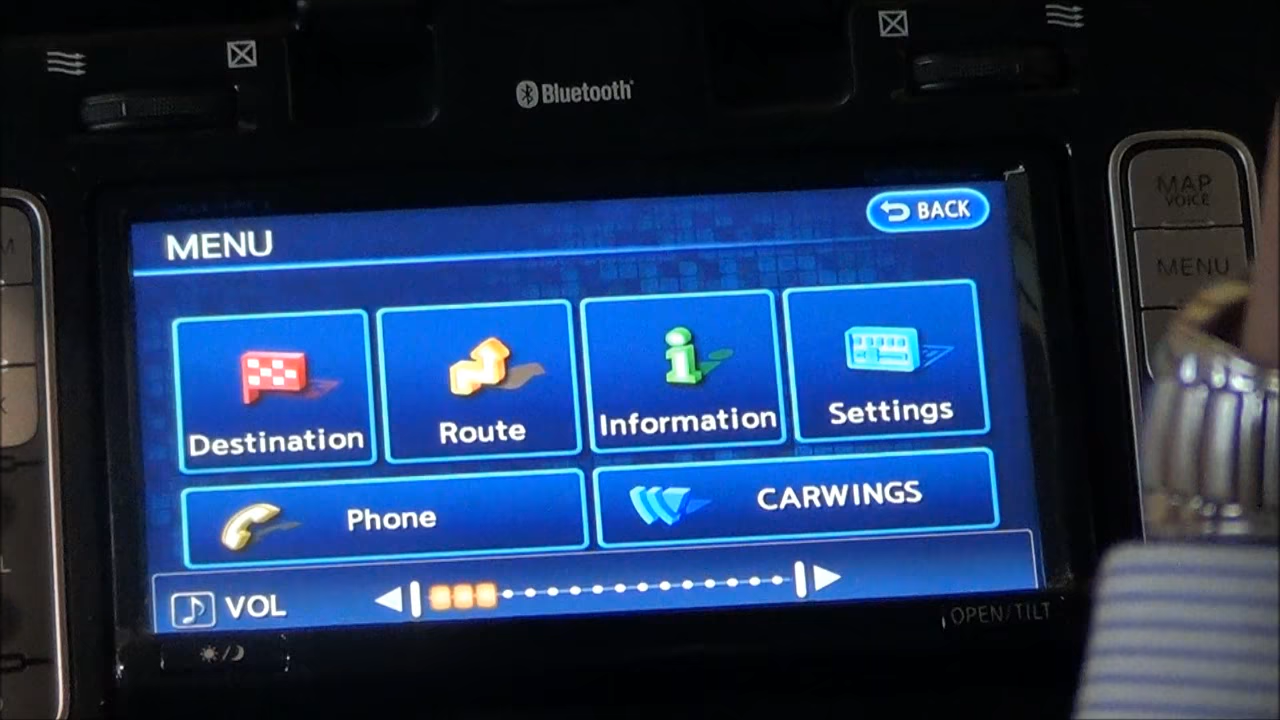 Bluetooth
MAP
VOICE
MENU
MENU
BACK
Destination
Route
Information
Settings
Phone
CARWINGS
VOL
OPEN/TILT